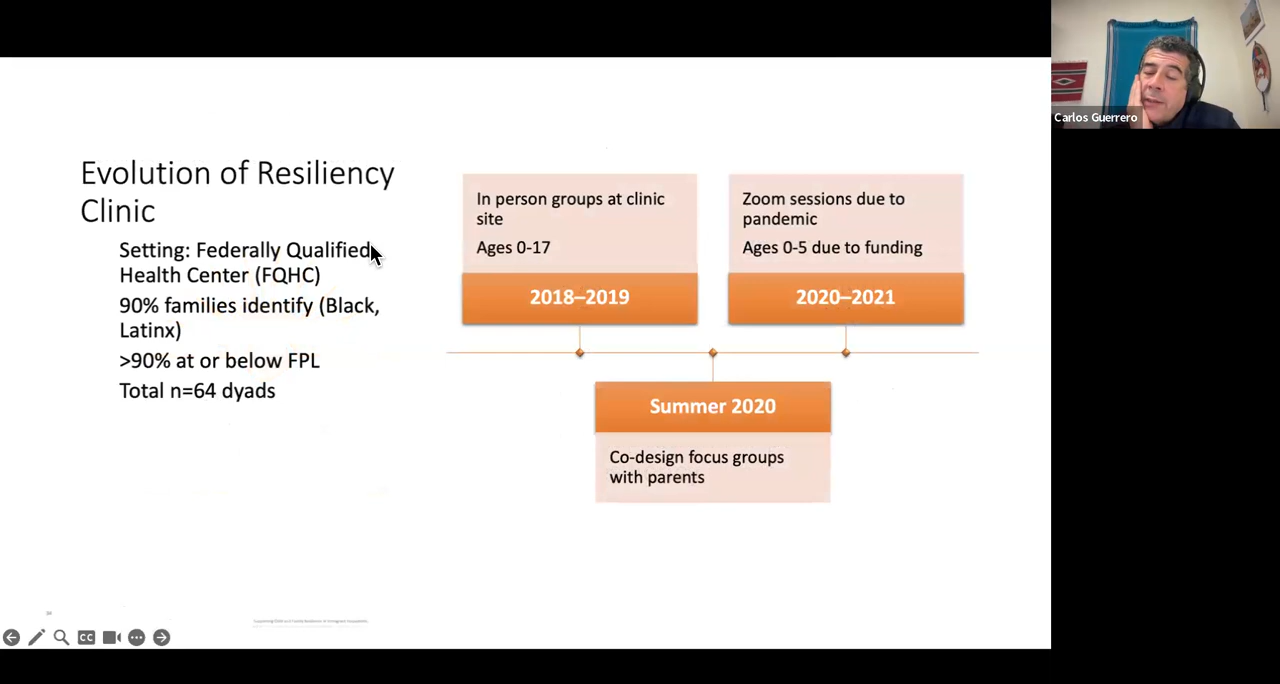 Evolution of Resiliency
Clinic
Setting: Federally Qualified
Health Center (FQHC)
90% families identify (Black,
Latinx)
>90% at or below FPL
Total n=64 dyads
In person groups at clinic
site
Ages 0-17
2018–2019
Zoom sessions due to
pandemic
Ages 0-5 due to funding
2020–2021
Summer 2020
Co-design focus groups
with parents
Carlos Guerrero
CC